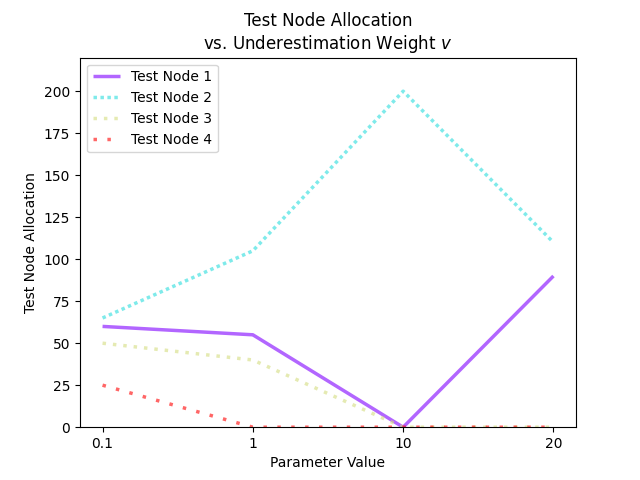 Test Node Allocation
vs. Underestimation Weight v
Test Node 1
Test Node 2
Test Node 3
Test Node 4
Test Node Allocation
200
175
150
125
100
75
50
25
0
0.1 1 10 20
Parameter Value